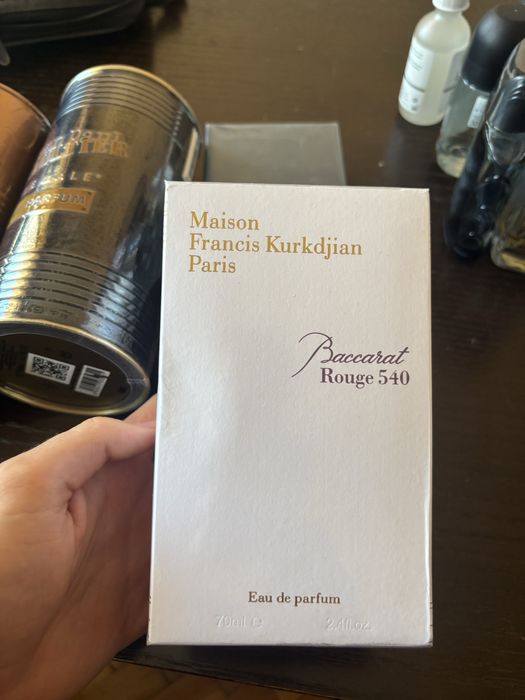 Maison
Francis Kurkdjian
Paris
Baccarat
Rouge 540
Eau de parfum
70ml ℮
2.4fl.oz.
PARFUM